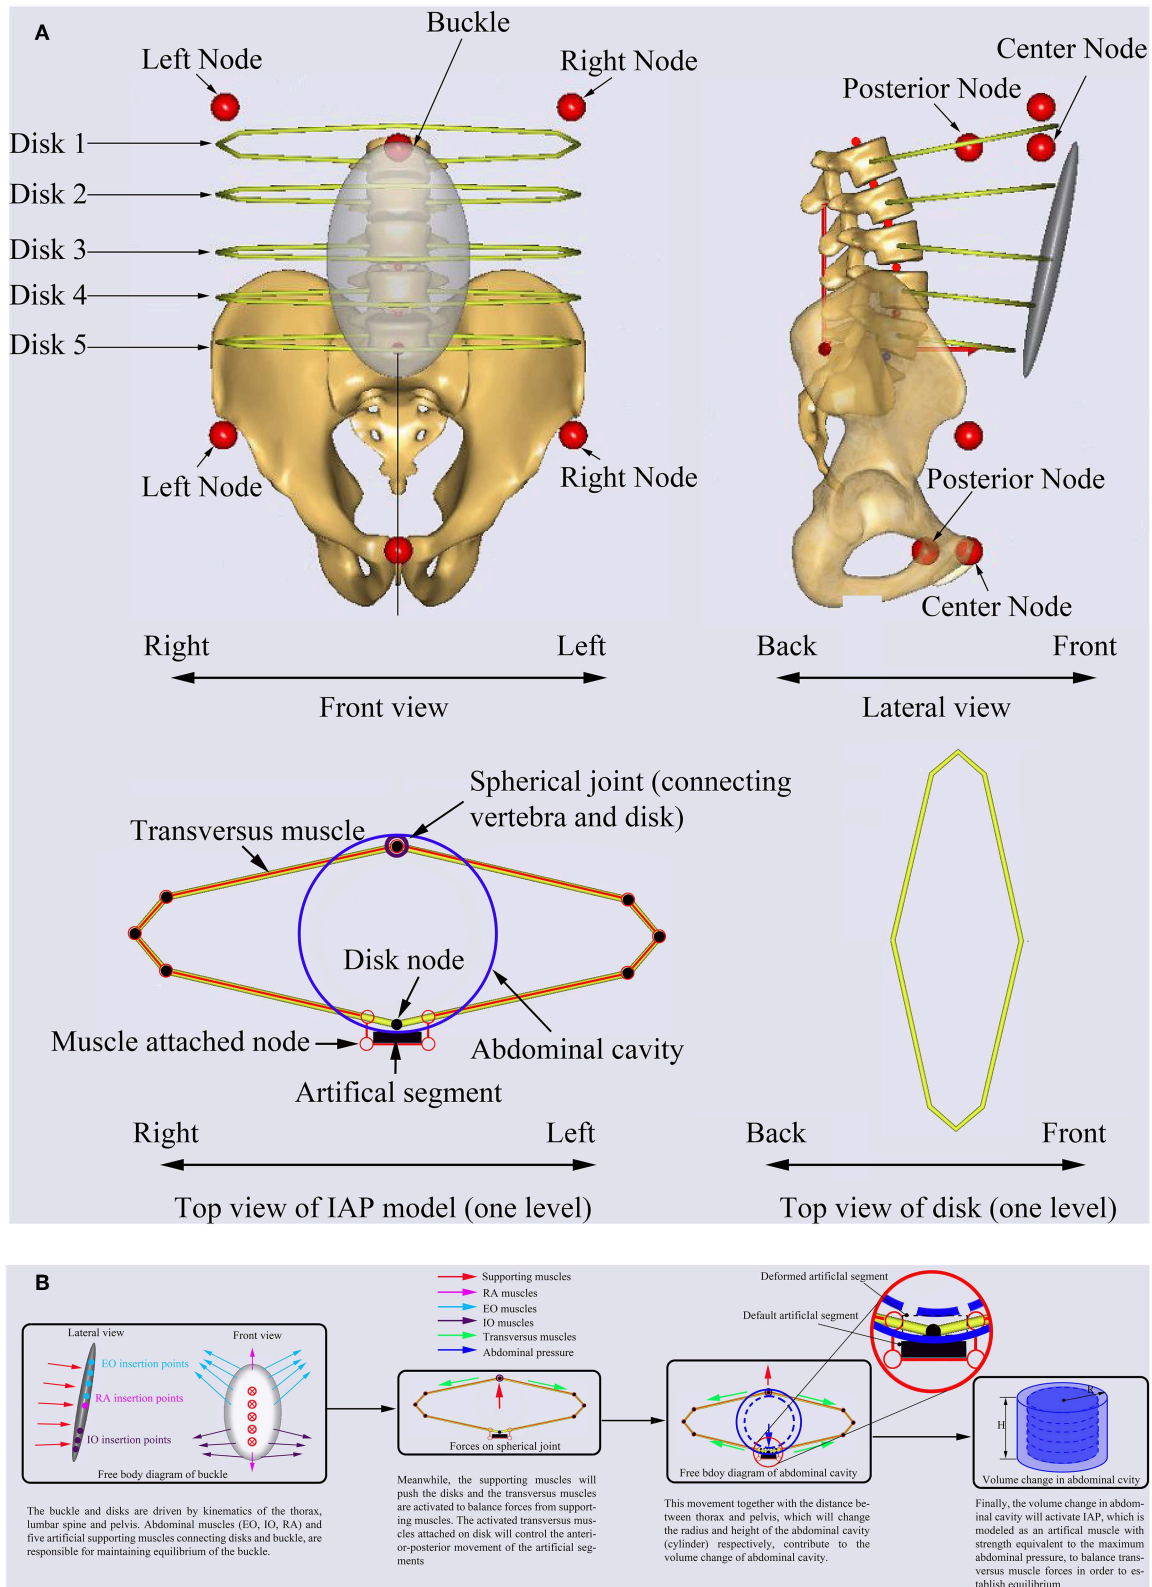 A
Buckle
Left Node
Right Node
Center Node
Posterior Node
Disk 1
Disk 2
Disk 3
Disk 4
Disk 5
Left Node
Right Node
Posterior Node
Center Node
Right
Left
Back
Front
Front view
Lateral view
Spherical joint (connecting
vertebra and disk)
Transversus muscle
Disk node
Muscle attached node
Abdominal cavity
Artifical segment
Right
Left
Back
Front
Top view of IAP model (one level)
Top view of disk (one level)
B
Supporting muscles
RA muscles
EO muscles
IO muscles
Transversus muscles
Abdominal pressure
Deformed artificIal segment
Default artificIal segment
Lateral view
Front view
EO insertion points
RA insertion points
IO insertion points
Free body diagram of buckle
Forces on spherical joint
Free bdoy diagram of abdominal cavity
R
H
Volume change in abdominal cvity
The buckle and disks are driven by kinematics of the thorax,
lumbar spine and pelvis. Abdominal muscles (EO, IO, RA) and
five artificial supporting muscles connecting disks and buckle, are
responsible for maintaining equilibrium of the buckle.
Meanwhile, the supporting muscles will
push the disks and the transversus muscles
are activated to balance forces from support-
ing muscles. The activated transversus mus-
cles attached on disk will control the anteri-
or-posterior movement of the artificial seg-
ments
This movement together with the distance be-
tween thorax and pelvis, which will change
the radius and height of the abdominal cavity
(cylinder) respectively, contribute to the
volume change of abdominal cavity.
Finally, the volume change in abdom-
inal cavity will activate IAP, which is
modeled as an artifical muscle with
strength equivalent to the maximum
abdominal pressure, to balance trans-
versus muscle forces in order to es-
tablish equilibrium